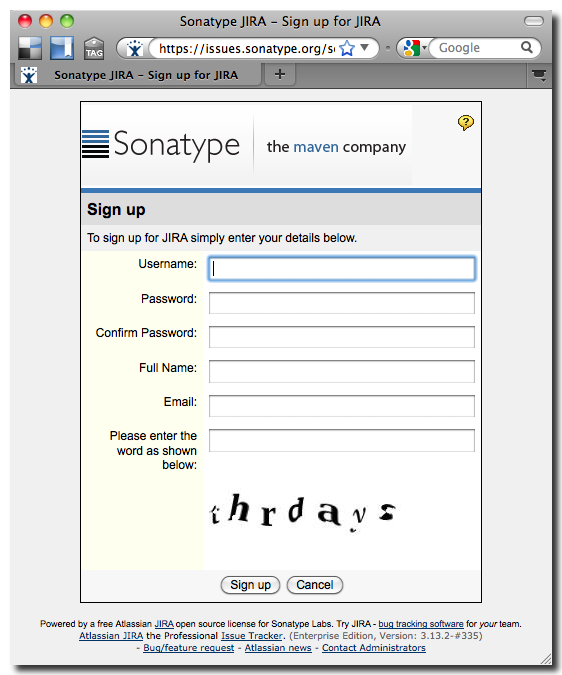 Sonatype JIRA – Sign up for JIRA
TAG
https://issues.sonatype.org/s
Google
Sonatype JIRA – Sign up for JIRA
+
Sonatype the maven company
?
Sign up
To sign up for JIRA simply enter your details below.
Username:
Password:
Confirm Password:
Full Name:
Email:
Please enter the
word as shown
below:
thrdays
Sign up Cancel
Powered by a free Atlassian JIRA open source license for Sonatype Labs. Try JIRA - bug tracking software for your team.
Atlassian JIRA the Professional Issue Tracker. (Enterprise Edition, Version: 3.13.2-#335)
- Bug/feature request - Atlassian news - Contact Administrators